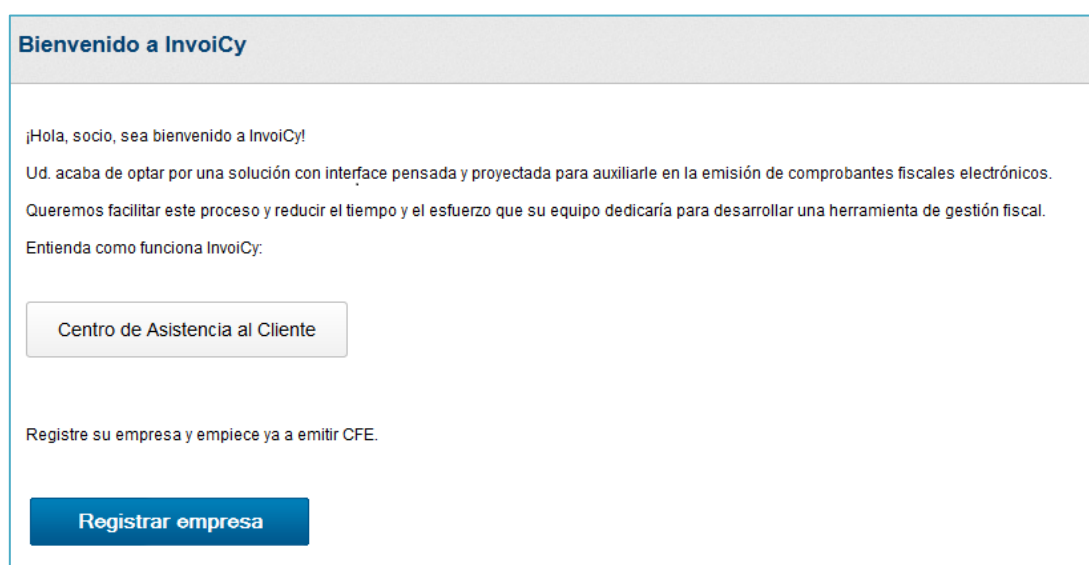 Bienvenido a InvoiCy
¡Hola, socio, sea bienvenido a InvoiCy!
Ud. acaba de optar por una solución con interface pensada y proyectada para auxiliarle en la emisión de comprobantes fiscales electrónicos.
Queremos facilitar este proceso y reducir el tiempo y el esfuerzo que su equipo dedicaría para desarrollar una herramienta de gestión fiscal.
Entienda como funciona InvoiCy:
Centro de Asistencia al Cliente
Registre su empresa y empiece ya a emitir CFE.
Registrar empresa